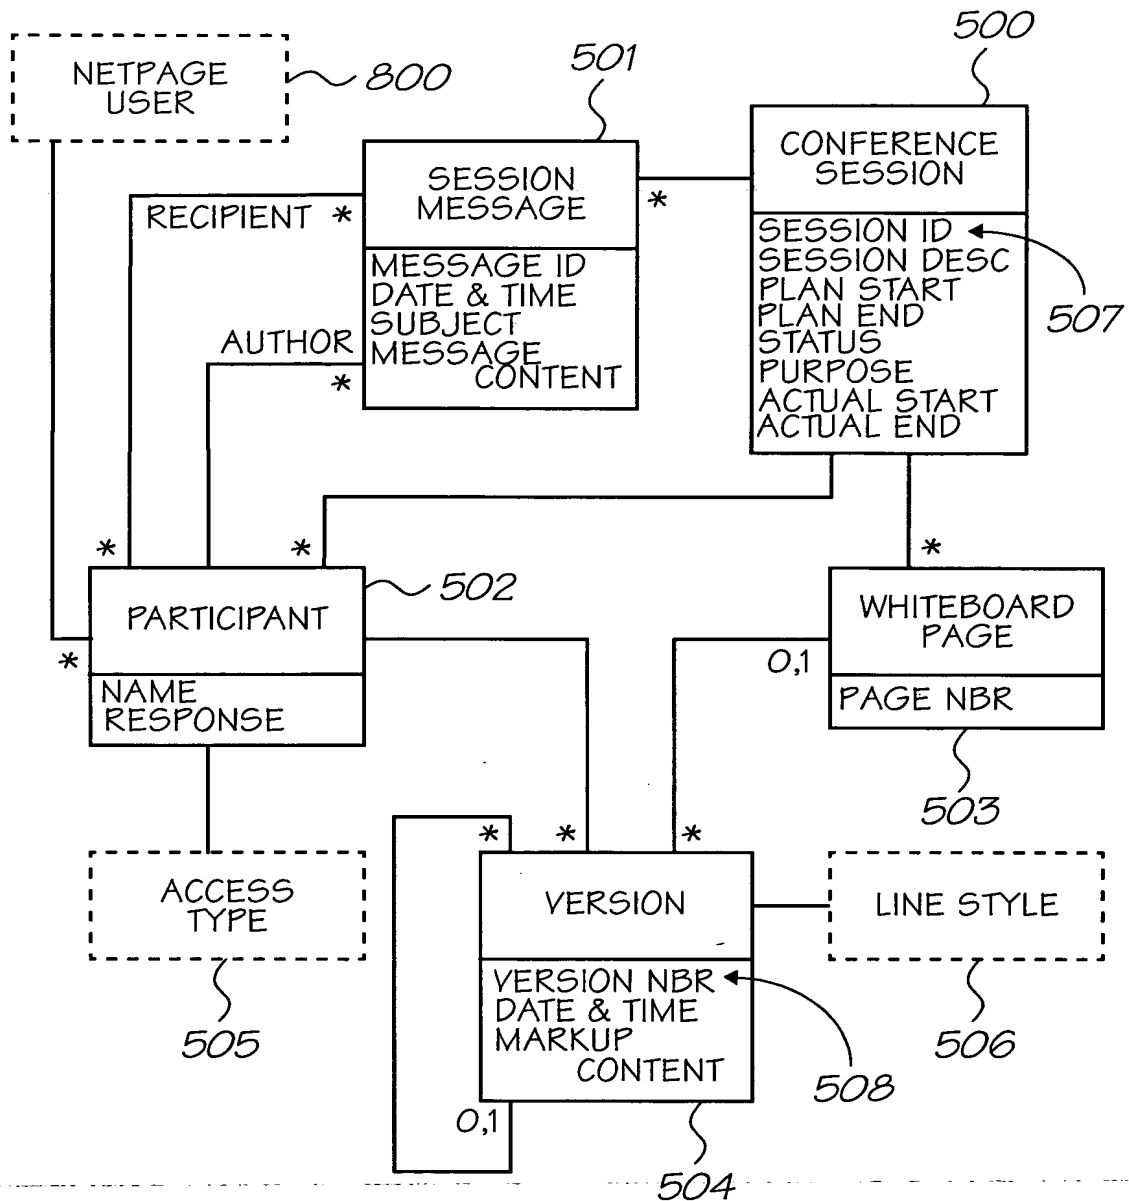 500
501
NETPAGE
USER
800
CONFERENCE
SESSION
SESSION
MESSAGE
*
RECIPIENT *
SESSION ID
SESSION DESC
PLAN START
PLAN END
STATUS
PURPOSE
ACTUAL START
ACTUAL END
507
MESSAGE ID
DATE & TIME
SUBJECT
MESSAGE
CONTENT
AUTHOR
*
*
*
*
502
PARTICIPANT
*
NAME
RESPONSE
WHITEBOARD
PAGE
0,1
PAGE NBR
503
*
*
*
ACCESS
TYPE
505
VERSION
LINE STYLE
506
VERSION NBR
DATE & TIME
MARKUP
CONTENT
508
0,1
504